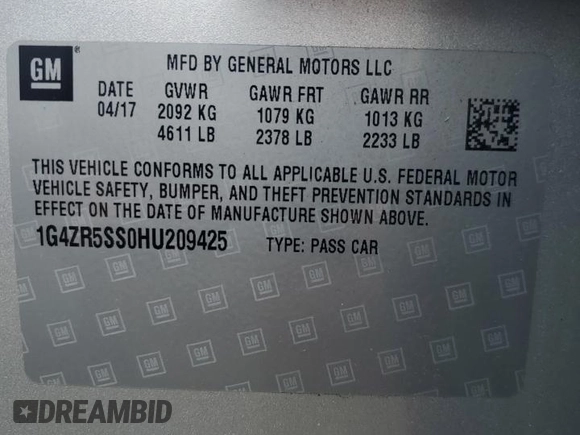 GM
MFD BY GENERAL MOTORS LLC
DATE GVWR GAWR FRT GAWR RR
04/17 2092 KG 1079 KG 1013 KG
4611 LB 2378 LB 2233 LB
THIS VEHICLE CONFORMS TO ALL APPLICABLE U.S. FEDERAL MOTOR
VEHICLE SAFETY, BUMPER, AND THEFT PREVENTION STANDARDS IN
EFFECT ON THE DATE OF MANUFACTURE SHOWN ABOVE.
1G4ZR5SS0HU209425 TYPE: PASS CAR
DREAMBID